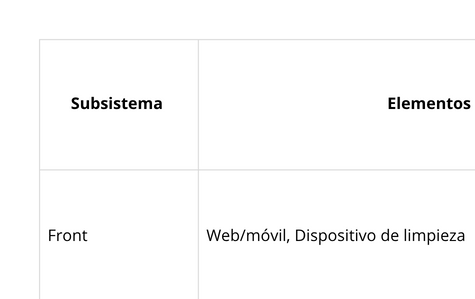 Subsistema Elementos
Front Web/móvil, Dispositivo de limpieza